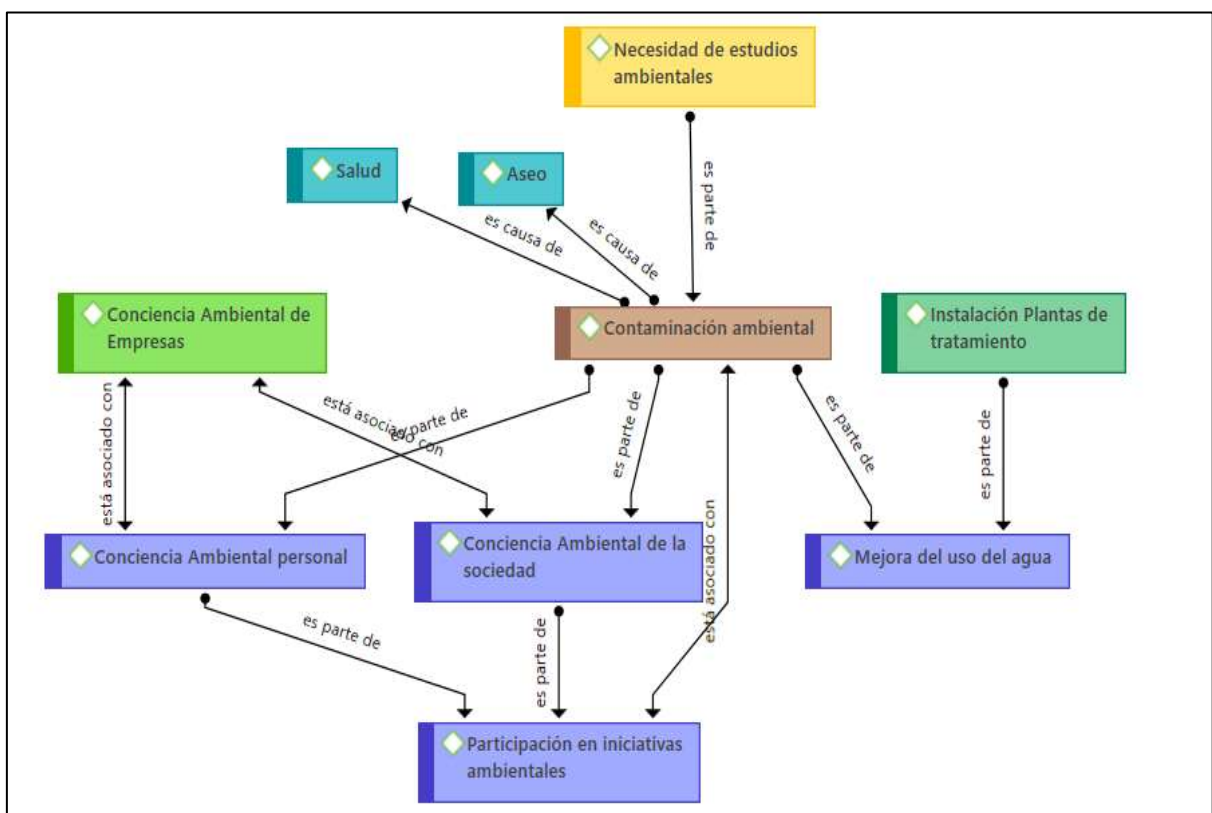 Necesidad de estudios
ambientales
es parte de
Salud
Aseo
es causa de
es causa de
Conciencia Ambiental de
Empresas
Contaminación ambiental
Instalación Plantas de
tratamiento
está asociado con
está asociado con
es parte de
es parte de
es parte de
es parte de
está asociado con
Conciencia Ambiental personal
Conciencia Ambiental de la
sociedad
Mejora del uso del agua
es parte de
es parte de
Participación en iniciativas
ambientales